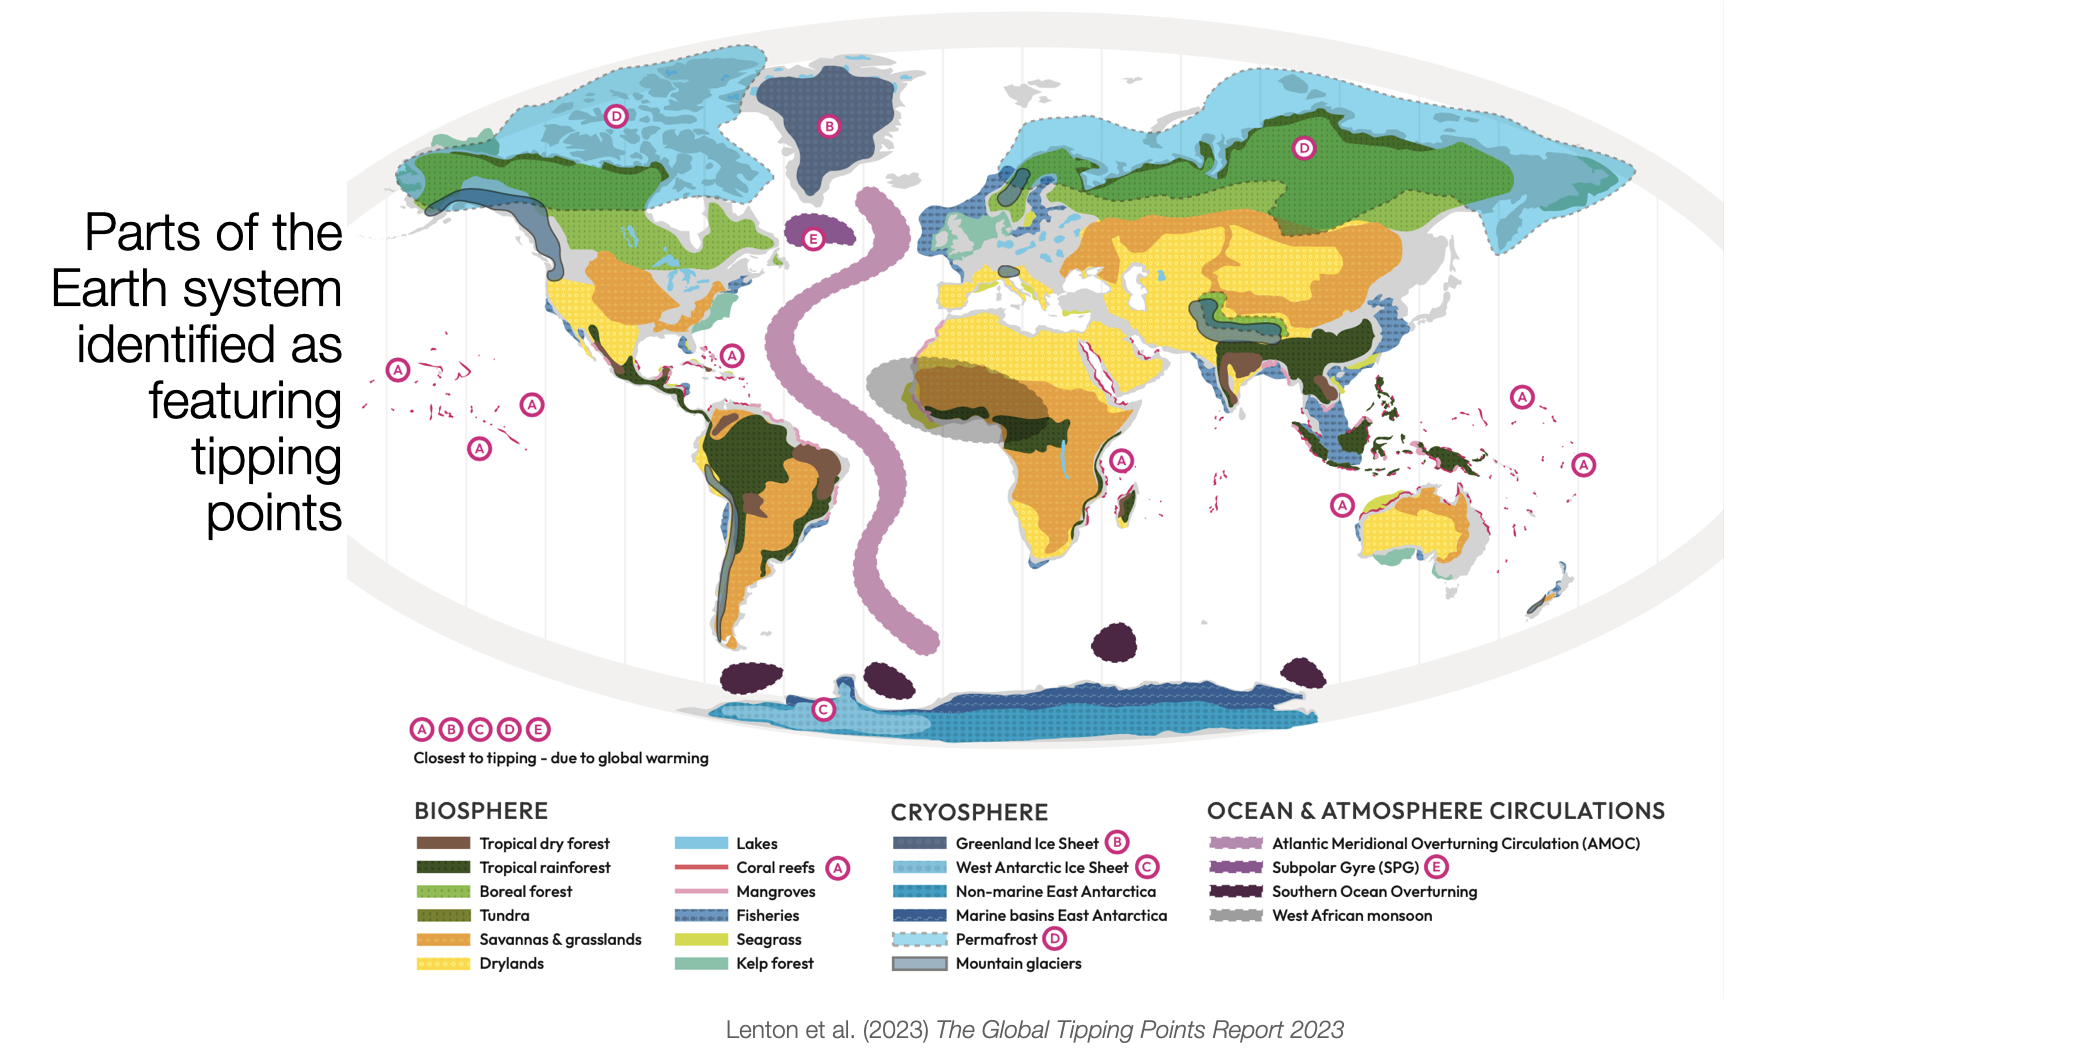 Parts of the
Earth system
identified as
featuring
tipping
points
D
B
D
E
A
A
A
A
A
A
A
A
C
A B C D E
Closest to tipping - due to global warming
BIOSPHERE
Tropical dry forest
Tropical rainforest
Boreal forest
Tundra
Savannas & grasslands
Drylands
Lakes
Coral reefs A
Mangroves
Fisheries
Seagrass
Kelp forest
CRYOSPHERE
Greenland Ice Sheet B
West Antarctic Ice Sheet C
Non-marine East Antarctica
Marine basins East Antarctica
Permafrost D
Mountain glaciers
OCEAN & ATMOSPHERE CIRCULATIONS
Atlantic Meridional Overturning Circulation (AMOC)
Subpolar Gyre (SPG) E
Southern Ocean Overturning
West African monsoon
Lenton et al. (2023) The Global Tipping Points Report 2023